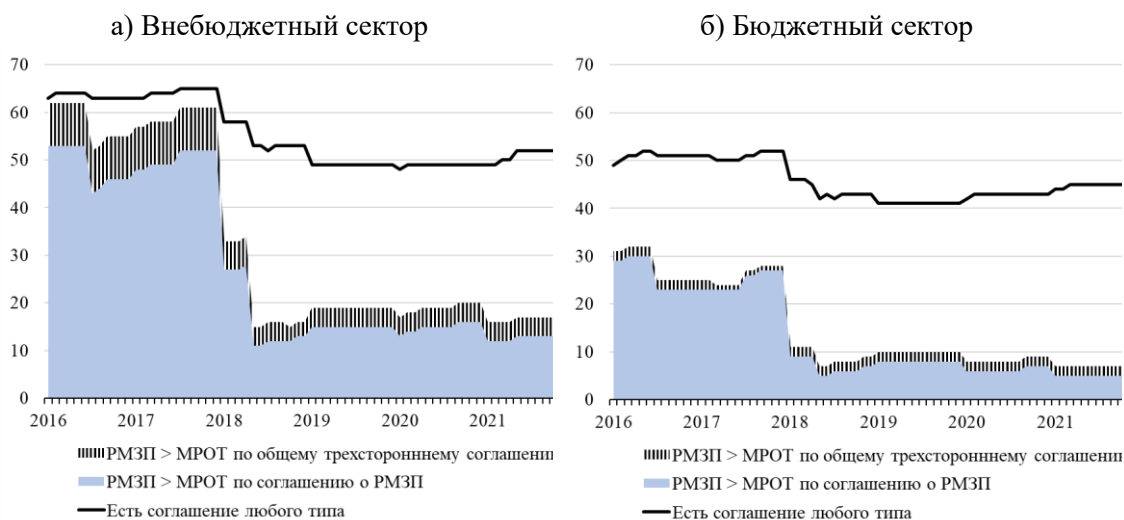 а) Внебюджетный сектор
70
60
50
40
30
20
10
0
2016 2017 2018 2019 2020 2021
РМЗП > МРОТ по общему трехсторонннему соглашени
РМЗП > МРОТ по соглашению о РМЗП
Есть соглашение любого типа
б) Бюджетный сектор
70
60
50
40
30
20
10
0
2016 2017 2018 2019 2020 2021
РМЗП > МРОТ по общему трехсторонннему соглашени
РМЗП > МРОТ по соглашению о РМЗП
Есть соглашение любого типа